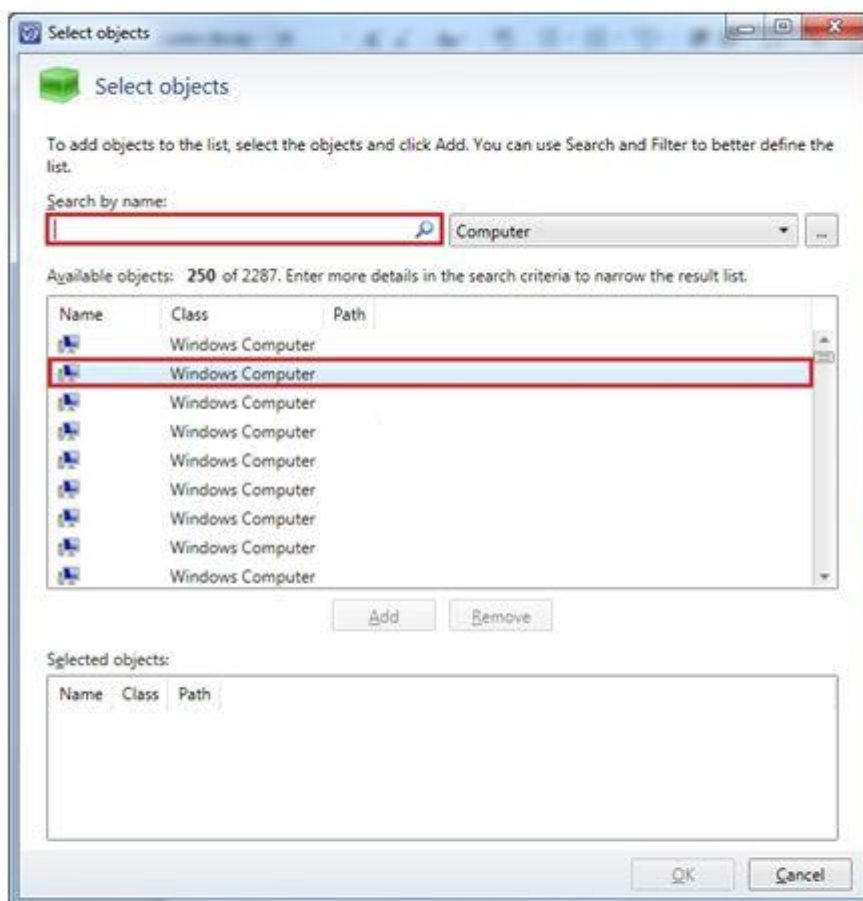 Select objects
Select objects
To add objects to the list, select the objects and click Add. You can use Search and Filter to better define the
list.
Search by name:
Computer ...
Available objects: 250 of 2287. Enter more details in the search criteria to narrow the result list.
Name Class Path
Windows Computer
Windows Computer
Windows Computer
Windows Computer
Windows Computer
Windows Computer
Windows Computer
Windows Computer
Windows Computer
Add Remove
Selected objects:
Name Class Path
OK Cancel